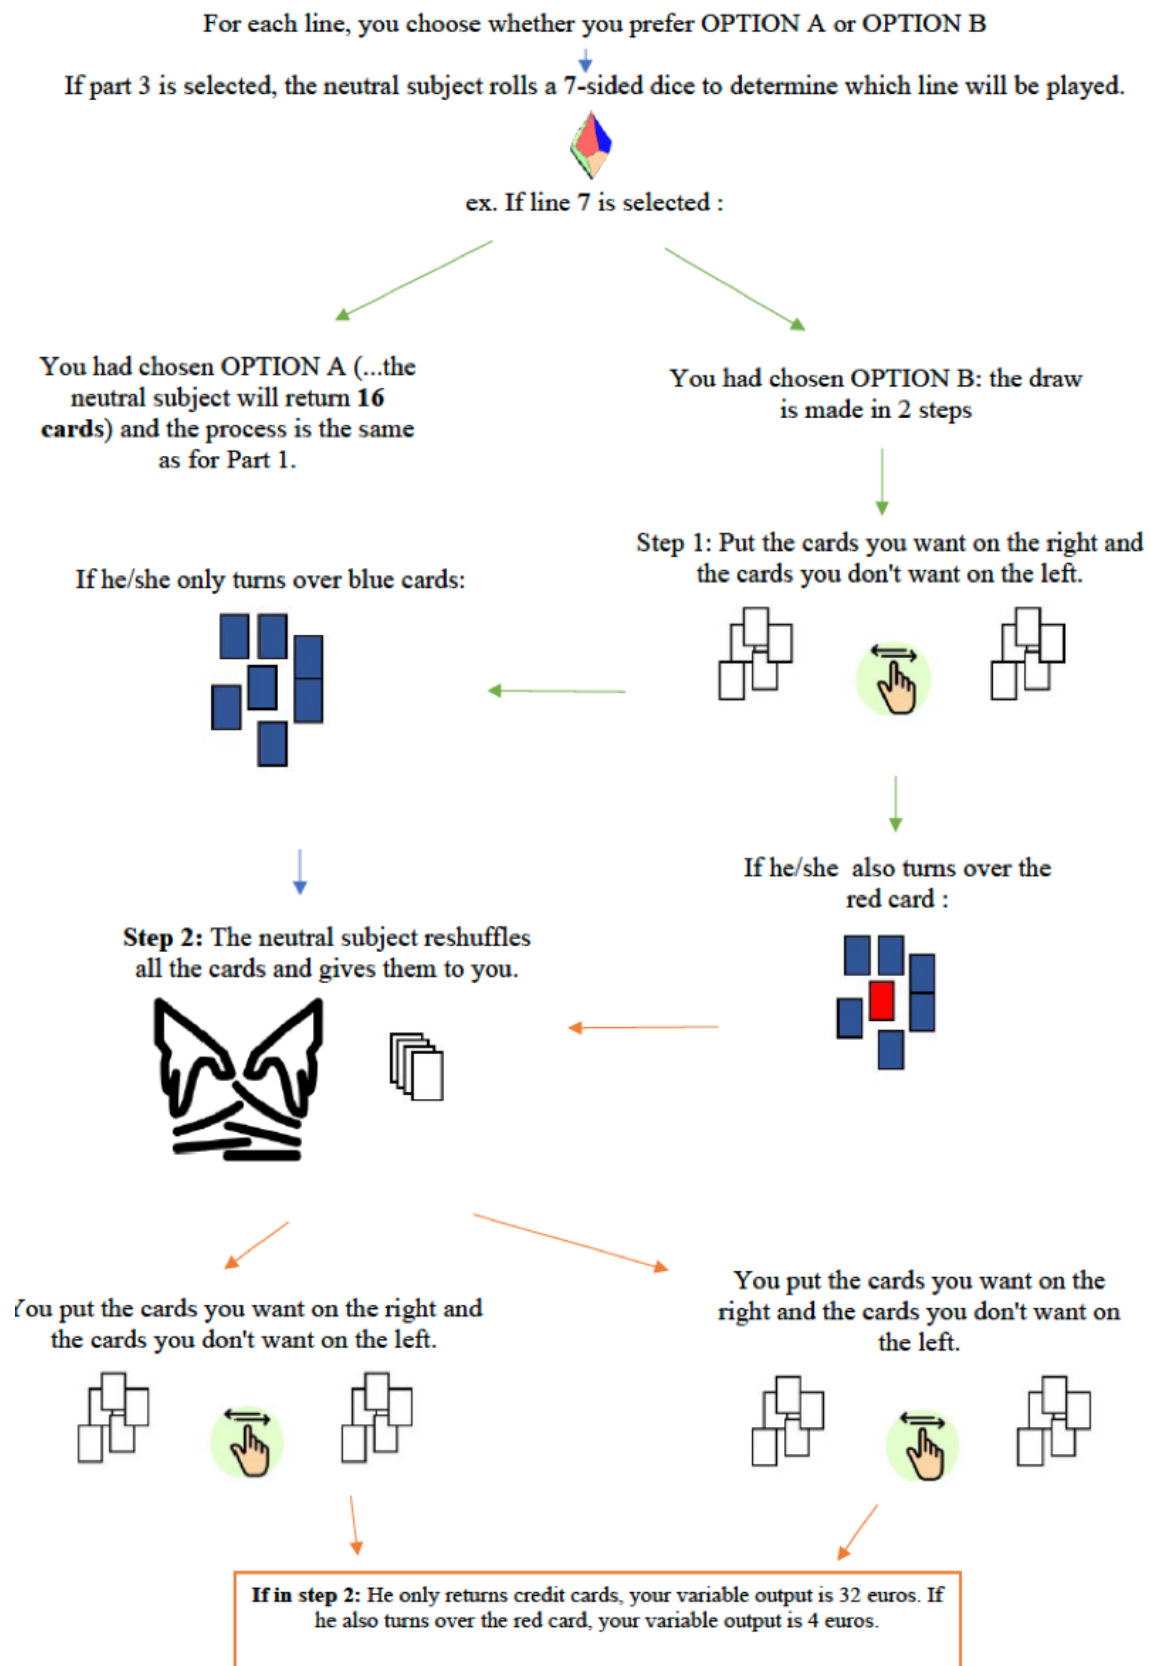 For each line, you choose whether you prefer OPTION A or OPTION B
If part 3 is selected, the neutral subject rolls a 7-sided dice to determine which line will be played.
ex. If line 7 is selected :
You had chosen OPTION A (...the
neutral subject will return 16
cards) and the process is the same
as for Part 1.
You had chosen OPTION B: the draw
is made in 2 steps
Step 1: Put the cards you want on the right and
the cards you don't want on the left.
If he/she only turns over blue cards:
If he/she also turns over the
red card :
Step 2: The neutral subject reshuffles
all the cards and gives them to you.
You put the cards you want on the right and
the cards you don't want on the left.
You put the cards you want on the
right and the cards you don't want on
the left.
If in step 2: He only returns credit cards, your variable output is 32 euros. If
he also turns over the red card, your variable output is 4 euros.